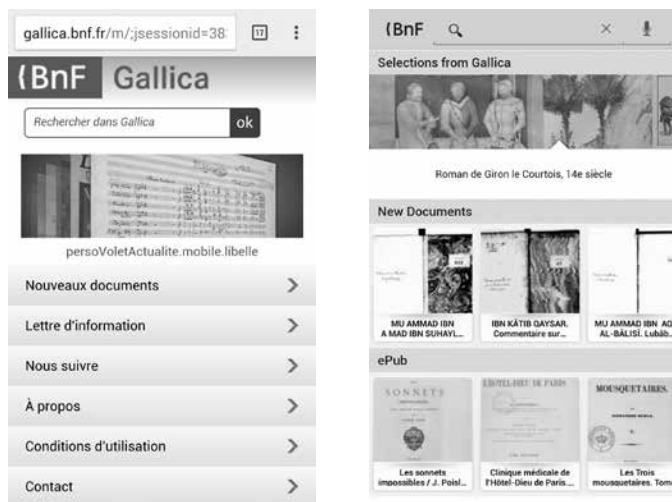 gallica.bnf.fr/m/;jsessionid=38:
17
{BnF Gallica
Rechercher dans Gallica
ok
persoVoletActualite.mobile.libelle
Nouveaux documents
Lettre d'information
Nous suivre
À propos
Conditions d'utilisation
Contact
{BnF
Selections from Gallica
Roman de Giron le Courtois, 14e siècle
New Documents
MU AMMAD IBN
A MAD IBN SUHAYL...
IBN KĀTIB QAYSAR.
Commentaire sur...
MU AMMAD IBN AQ
AL-BĀLISĪ. Lubāb...
ePub
SONNETS
L'HOTEL-DIEU DE PARIS
MOUSQUETAIRES.
ALEXANDRE DUMAS.
Les sonnets
impossibles / J. Poisl...
Clinique médicale de
l'Hôtel-Dieu de Paris....
Les Trois
mousquetaires. Tom